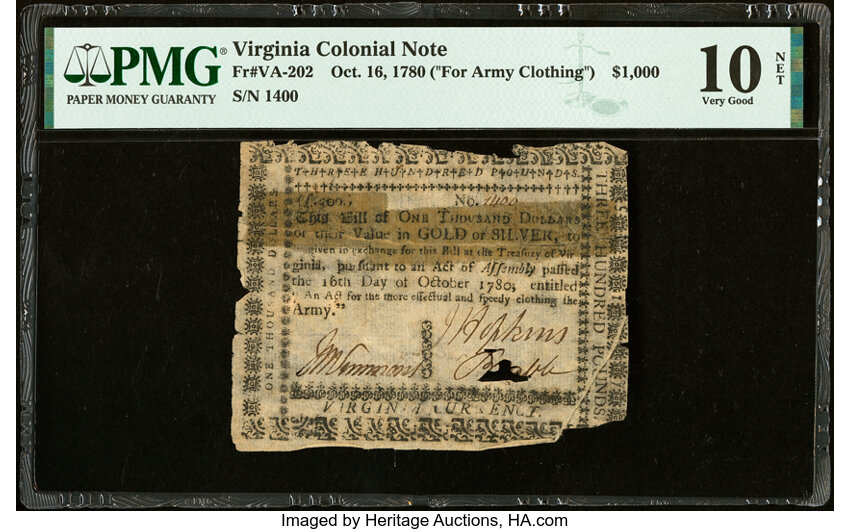 PMG®
PAPER MONEY GUARANTY
Virginia Colonial Note
Fr#VA-202 Oct. 16, 1780 ("For Army Clothing") $1,000
S/N 1400
10
NET
Very Good
T+H+R+E+E H+U+N+D+R+E+D P+O+U+N+D+S.
(£.300.) No. 1400
This Bill of ONE THOUSAND DOLLARS
or their Value in GOLD or SILVER, to
be given in exchange for this Bill at the Treasury of Vir
ginia, pursuant to an Act of Assembly passed
the 16th Day of October 1780; entitled
"An Act for the more effectual and speedy clothing the
Army."
J Hopkins
VIRGINIA CURRENCY.
ONE THOUSAND DOLLARS
THREE HUNDRED POUNDS.
Imaged by Heritage Auctions, HA.com